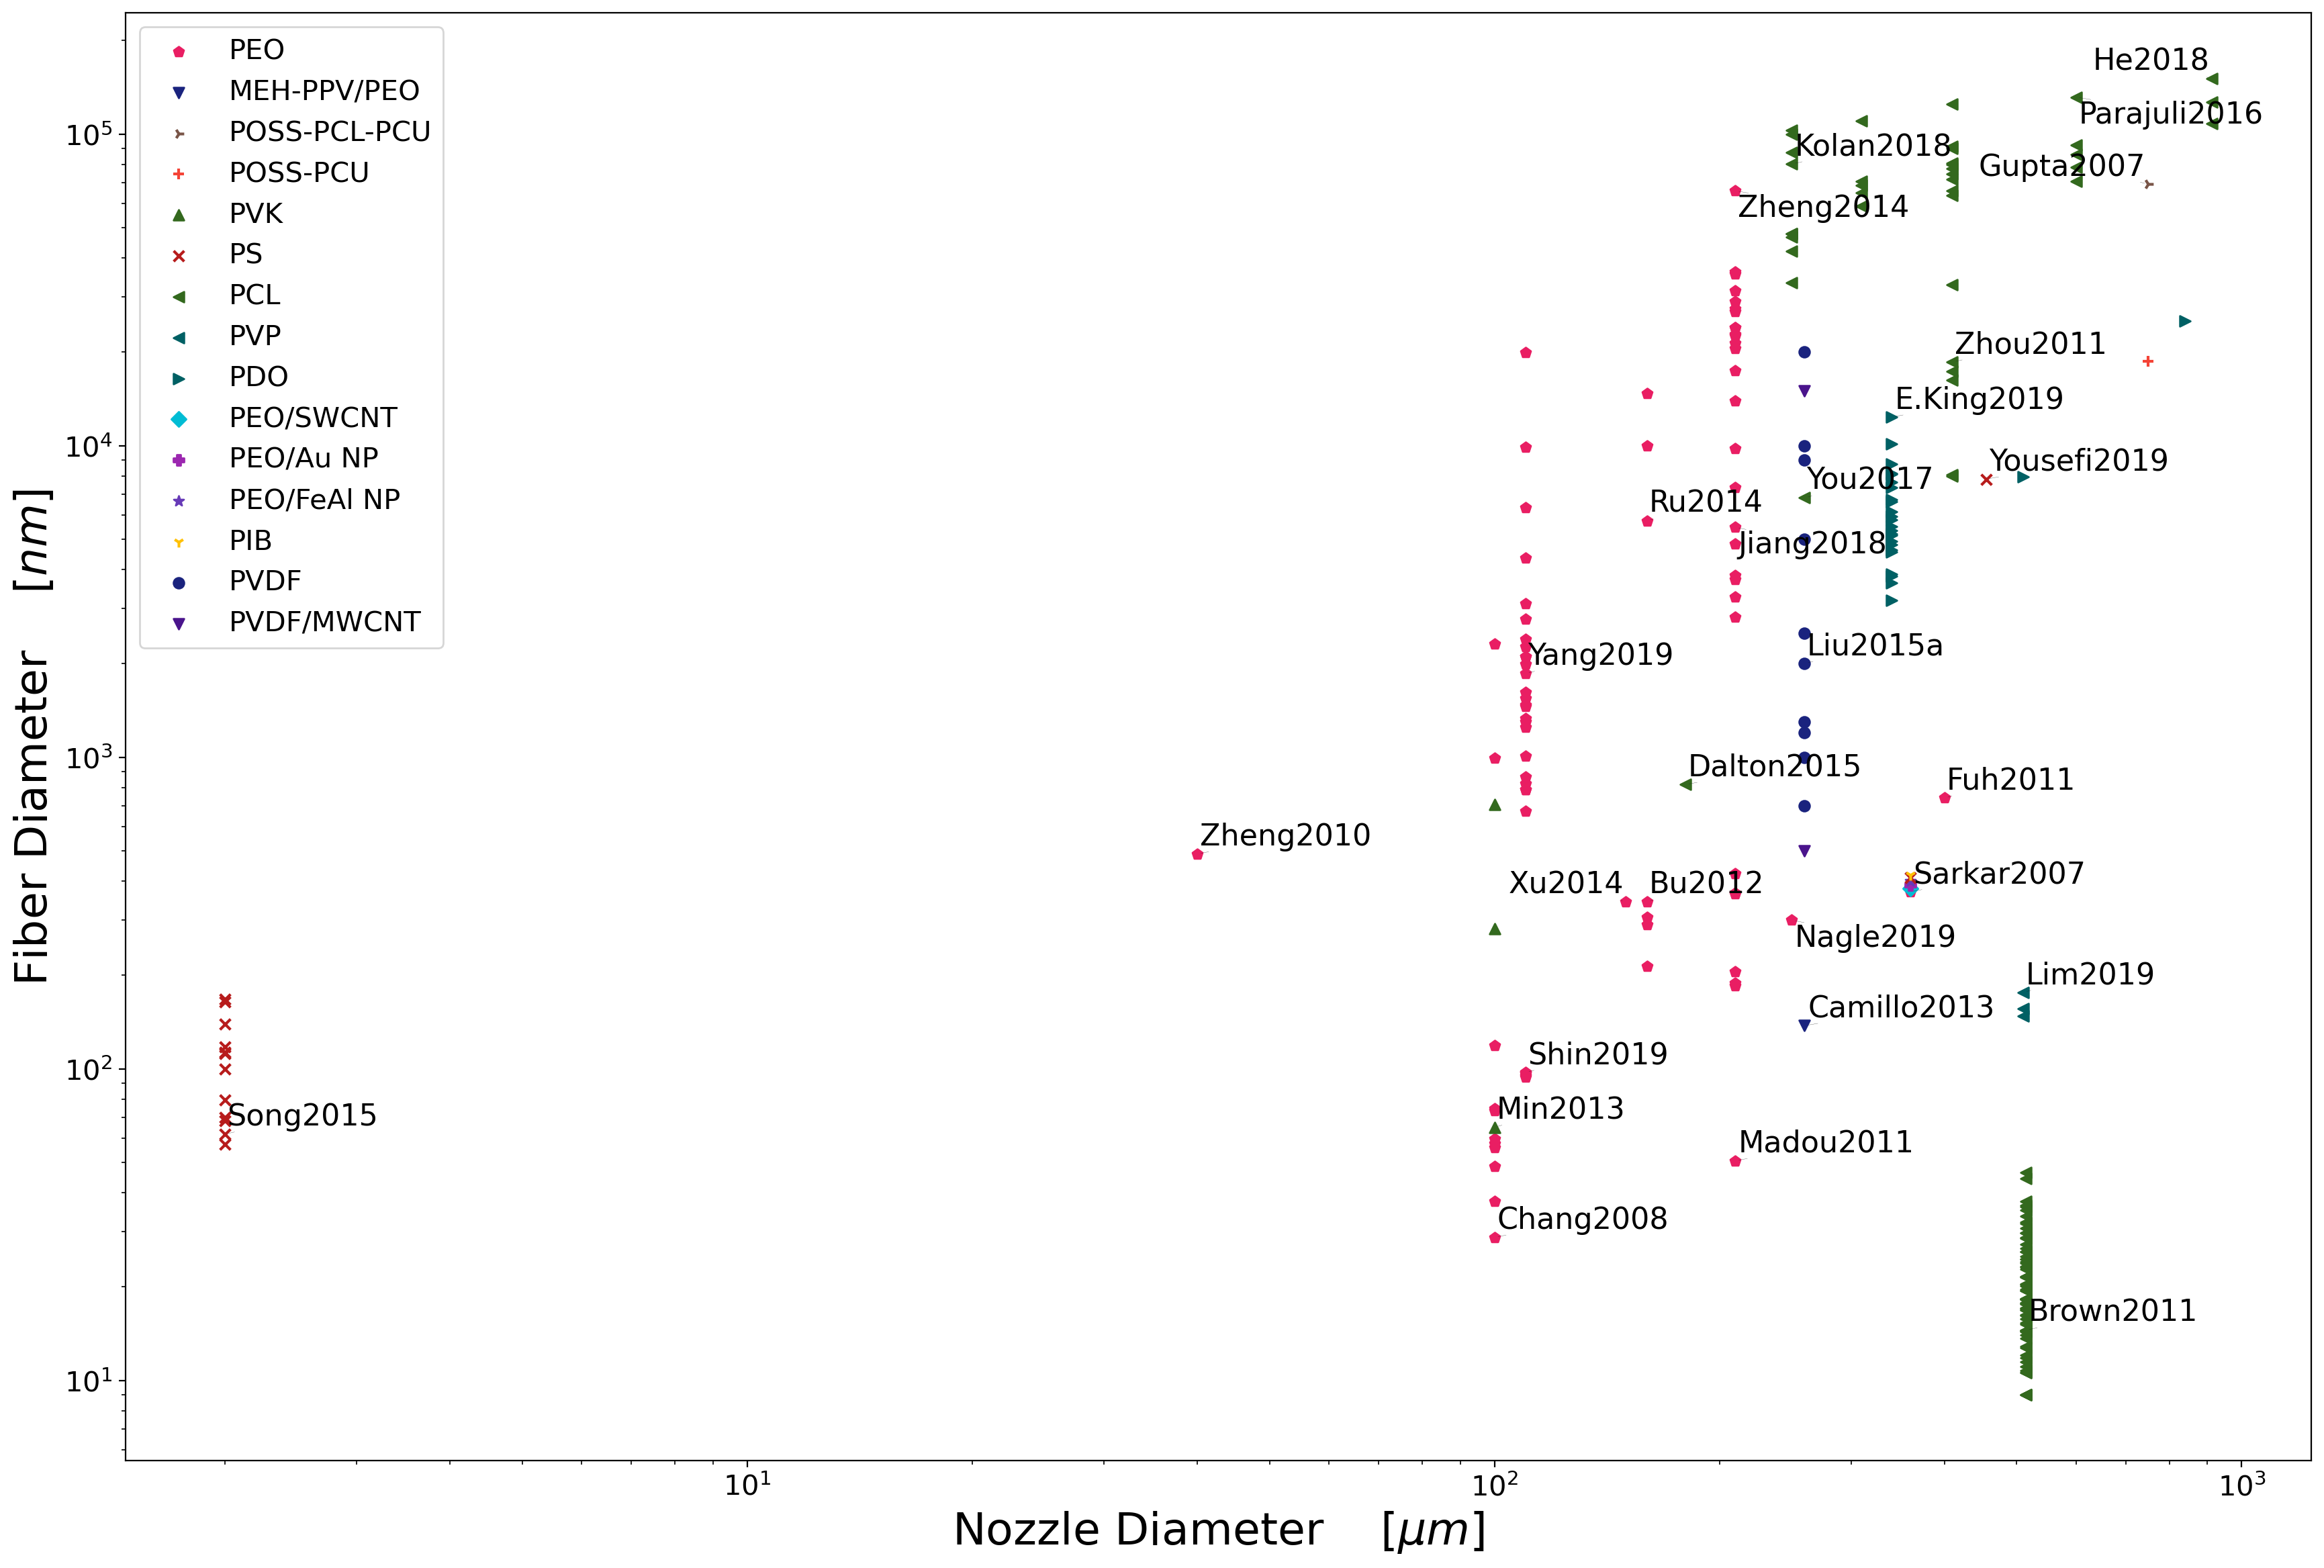 PEO
MEH-PPV/PEO
POSS-PCL-PCU
POSS-PCU
PVK
PS
PCL
PVP
PDO
PEO/SWCNT
PEO/Au NP
PEO/FeAl NP
PIB
PVDF
PVDF/MWCNT
He2018
Parajuli2016
Kolan2018
Gupta2007
Zheng2014
Zhou2011
E.King2019
Yousefi2019
You2017
Ru2014
Jiang2018
Liu2015a
Yang2019
Dalton2015
Fuh2011
Zheng2010
Xu2014
Bu2012
Sarkar2007
Nagle2019
Lim2019
Camillo2013
Shin2019
Min2013
Song2015
Madou2011
Chang2008
Brown2011
10⁵
10⁴
10³
10²
10¹
Fiber Diameter [nm]
10¹ 10² 10³
Nozzle Diameter [μm]